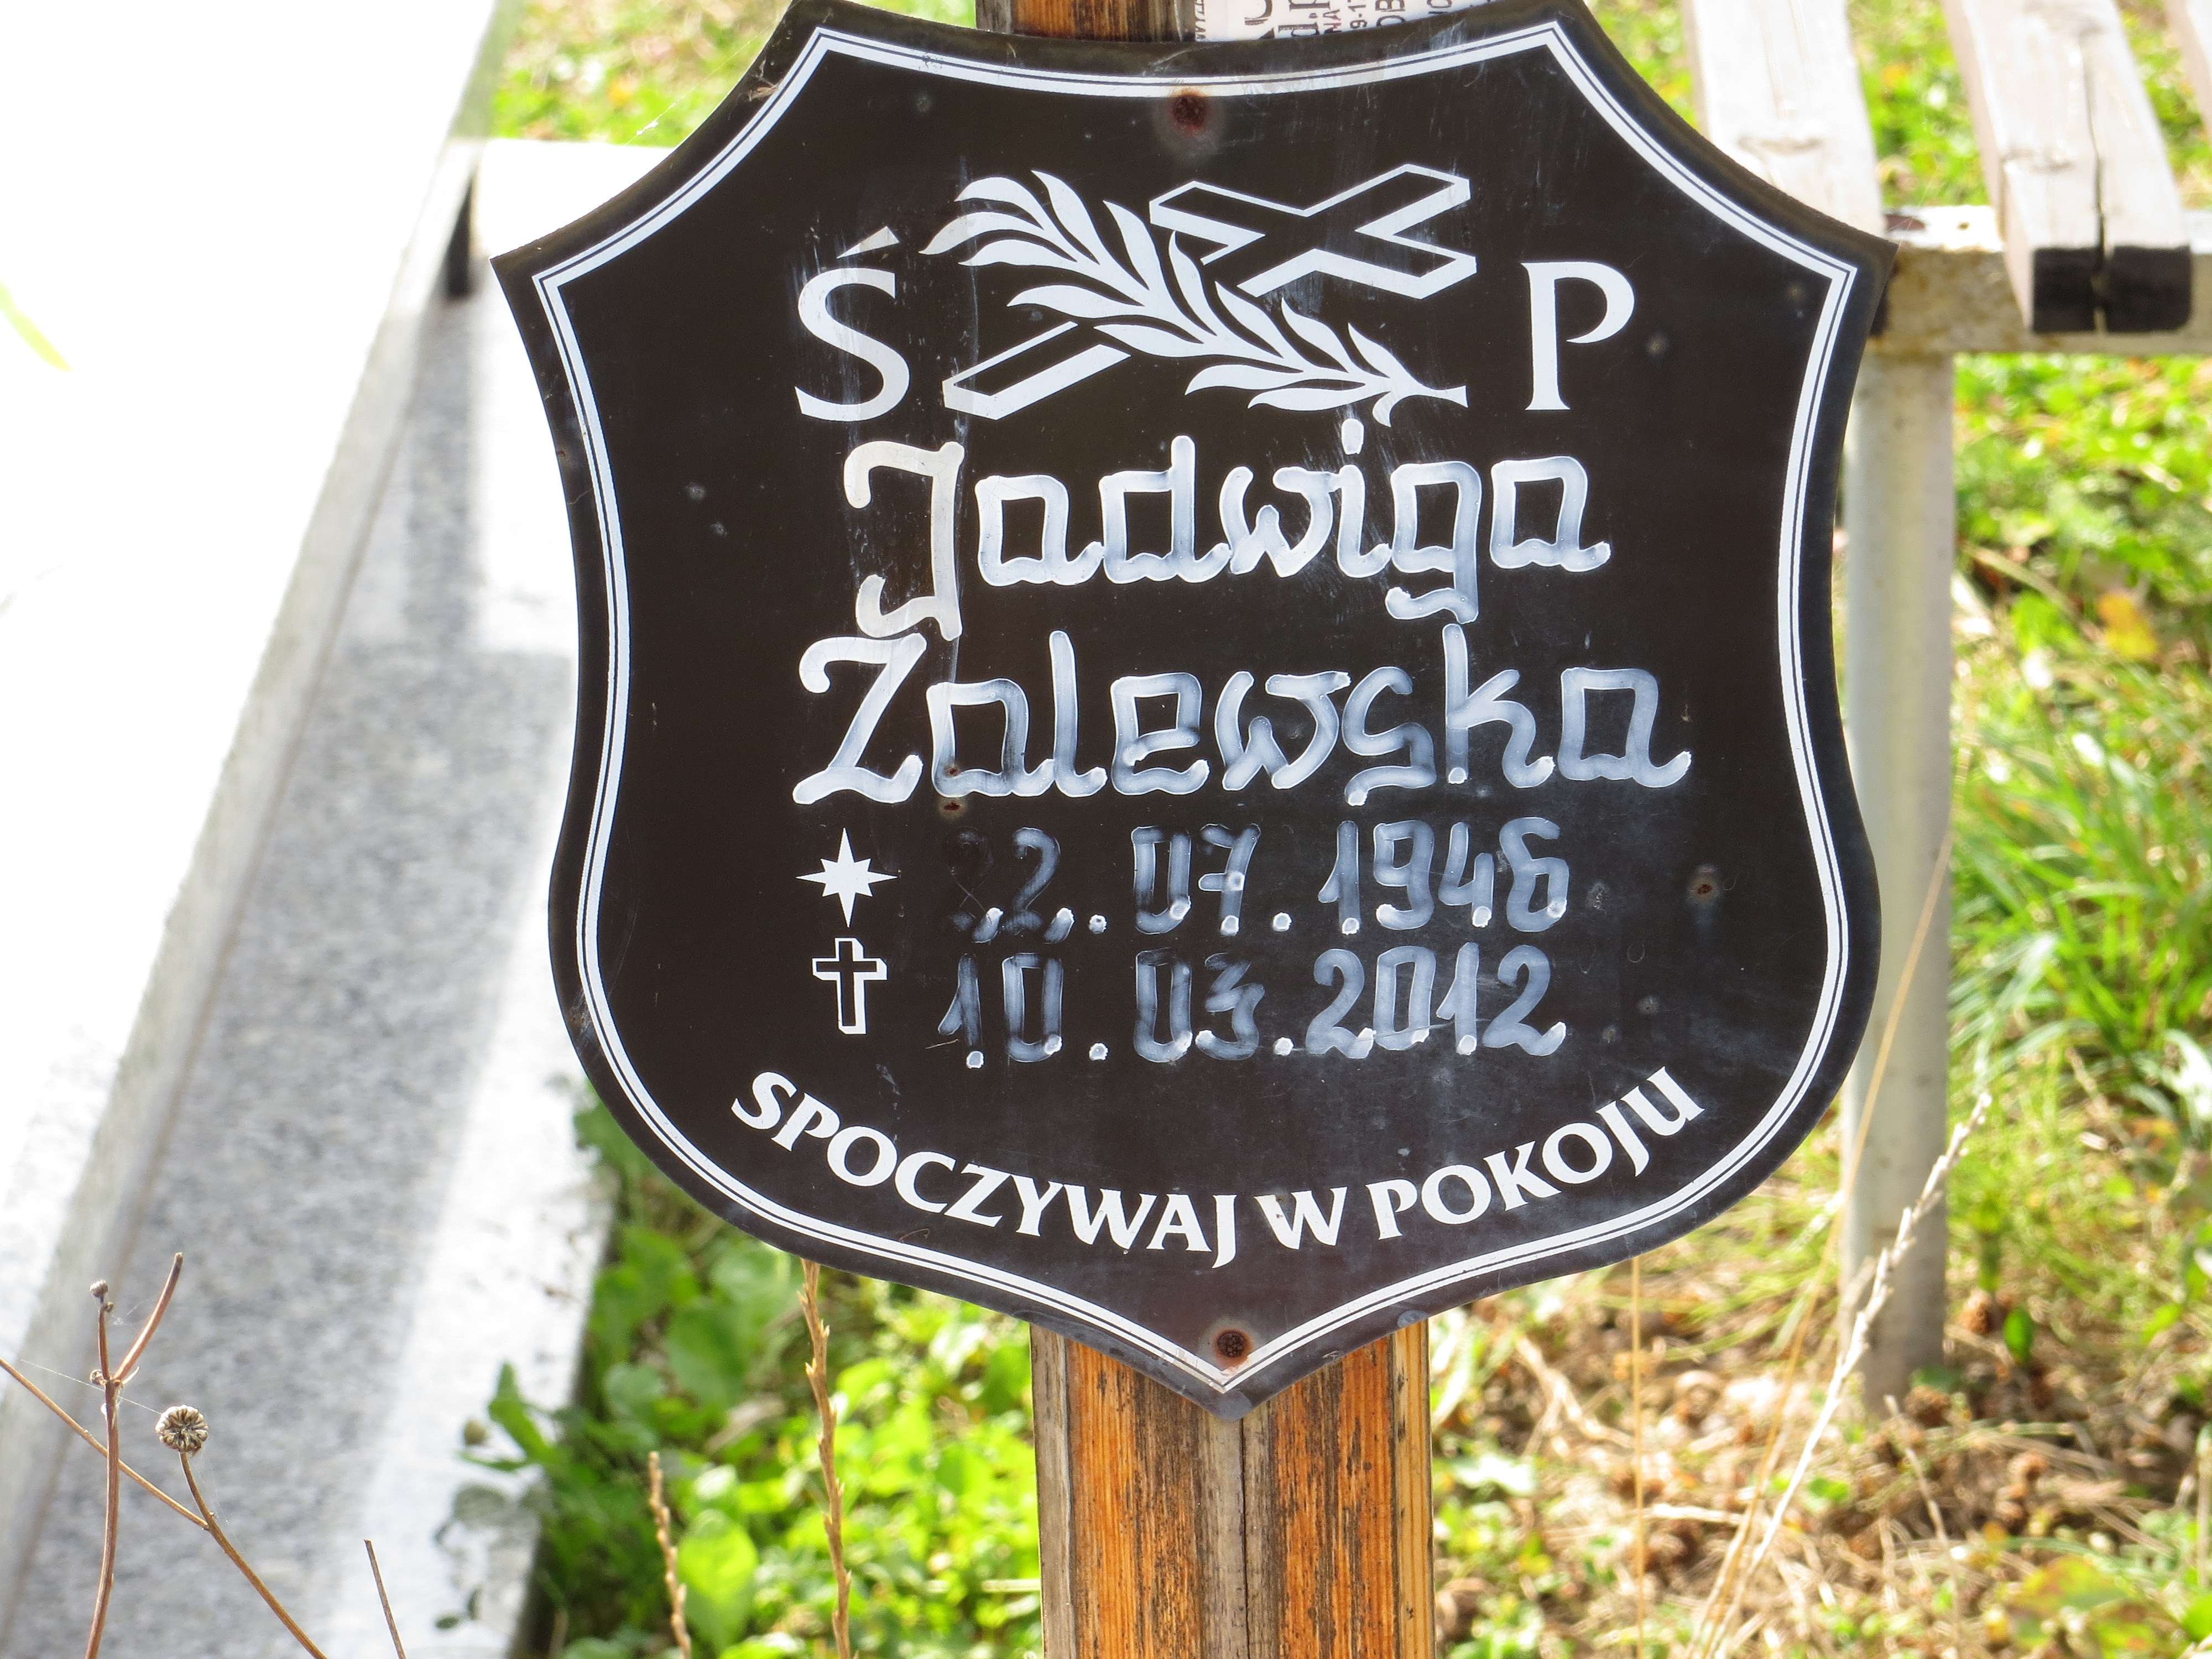 Ś P
Jadwiga
Zalewska
22.07.1946
10.03.2012
SPOCZYWAJ W POKOJU